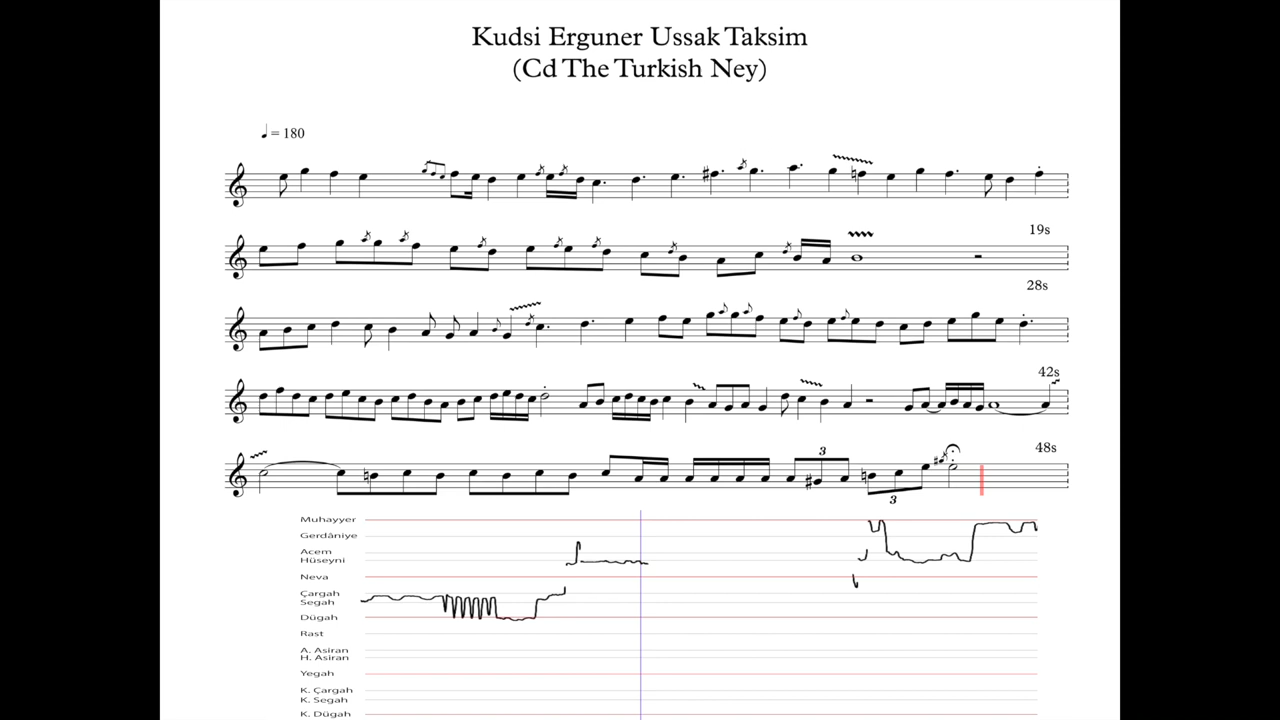 Kudsi Erguner Ussak Taksim
(Cd The Turkish Ney)
= 180
19s
28s
42s
48s
3
3
Muhayyer
Gerdâniye
Acem
Hüseyni
Neva
Çargah
Segah
Dügah
Rast
A. Asiran
H. Asiran
Yegah
K. Çargah
K. Segah
K. Dügah